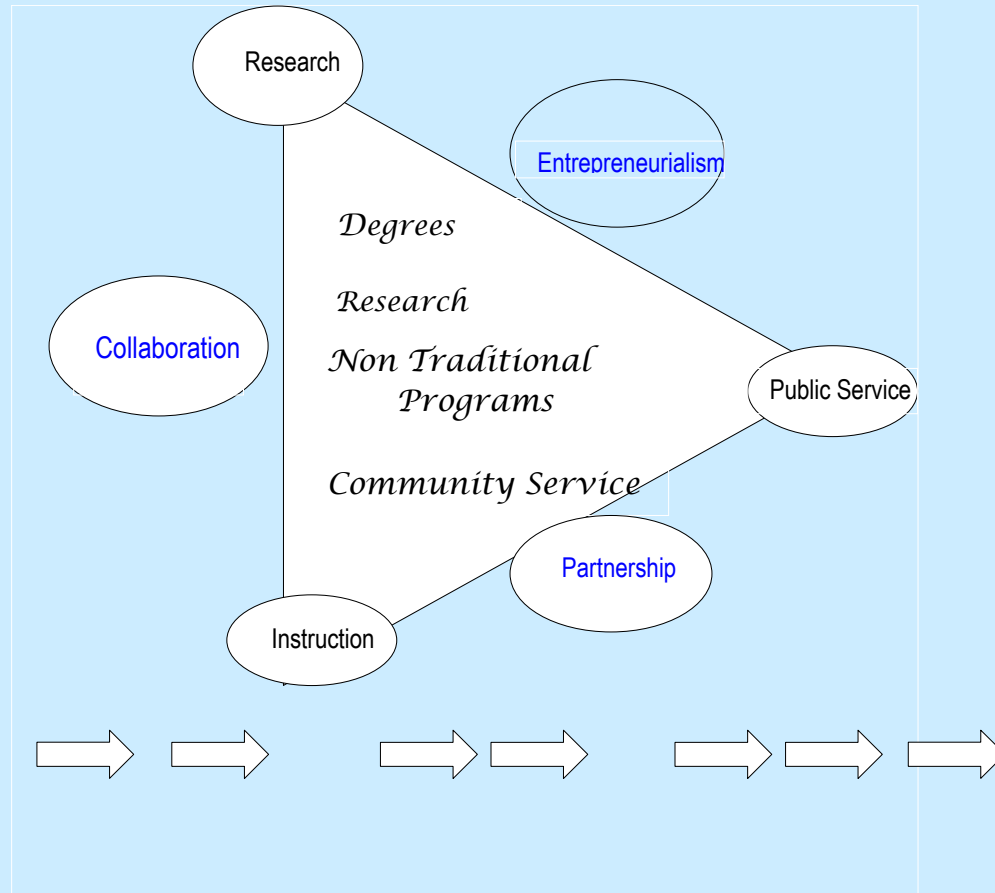 Research
Entrepreneurialism
Degrees
Research
Collaboration
Non Traditional
Programs
Public Service
Community Service
Partnership
Instruction